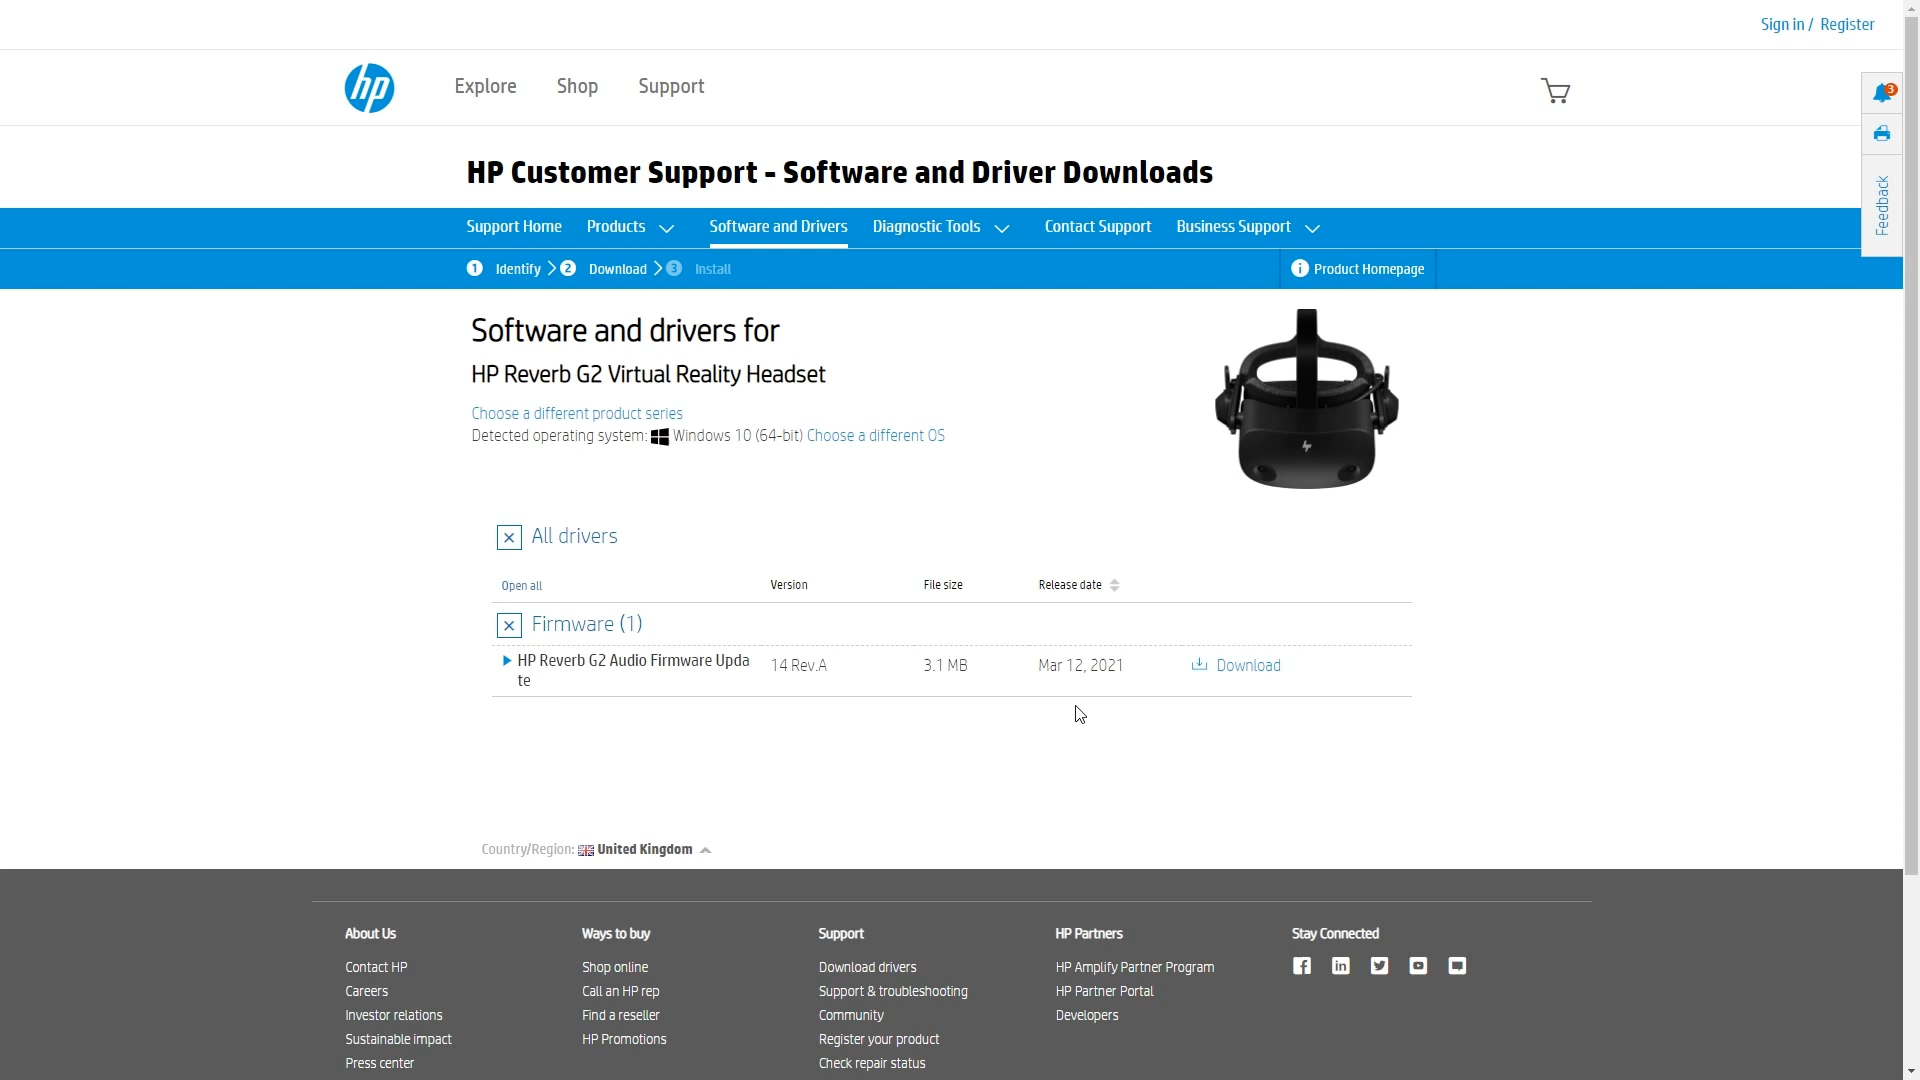 Sign in / Register
hp Explore Shop Support
3
Feedback
HP Customer Support - Software and Driver Downloads
Support Home Products Software and Drivers Diagnostic Tools Contact Support Business Support
1 Identify 2 Download 3 Install i Product Homepage
Software and drivers for
HP Reverb G2 Virtual Reality Headset
Choose a different product series
Detected operating system: Windows 10 (64-bit) Choose a different OS
All drivers
Open all Version File size Release date
Firmware (1)
HP Reverb G2 Audio Firmware Upda 14 Rev.A 3.1 MB Mar 12, 2021 Download
te
Country/Region: United Kingdom
About Us Ways to buy Support HP Partners Stay Connected
Contact HP Shop online Download drivers HP Amplify Partner Program
Careers Call an HP rep Support & troubleshooting HP Partner Portal
Investor relations Find a reseller Community Developers
Sustainable impact HP Promotions Register your product
Press center Check repair status